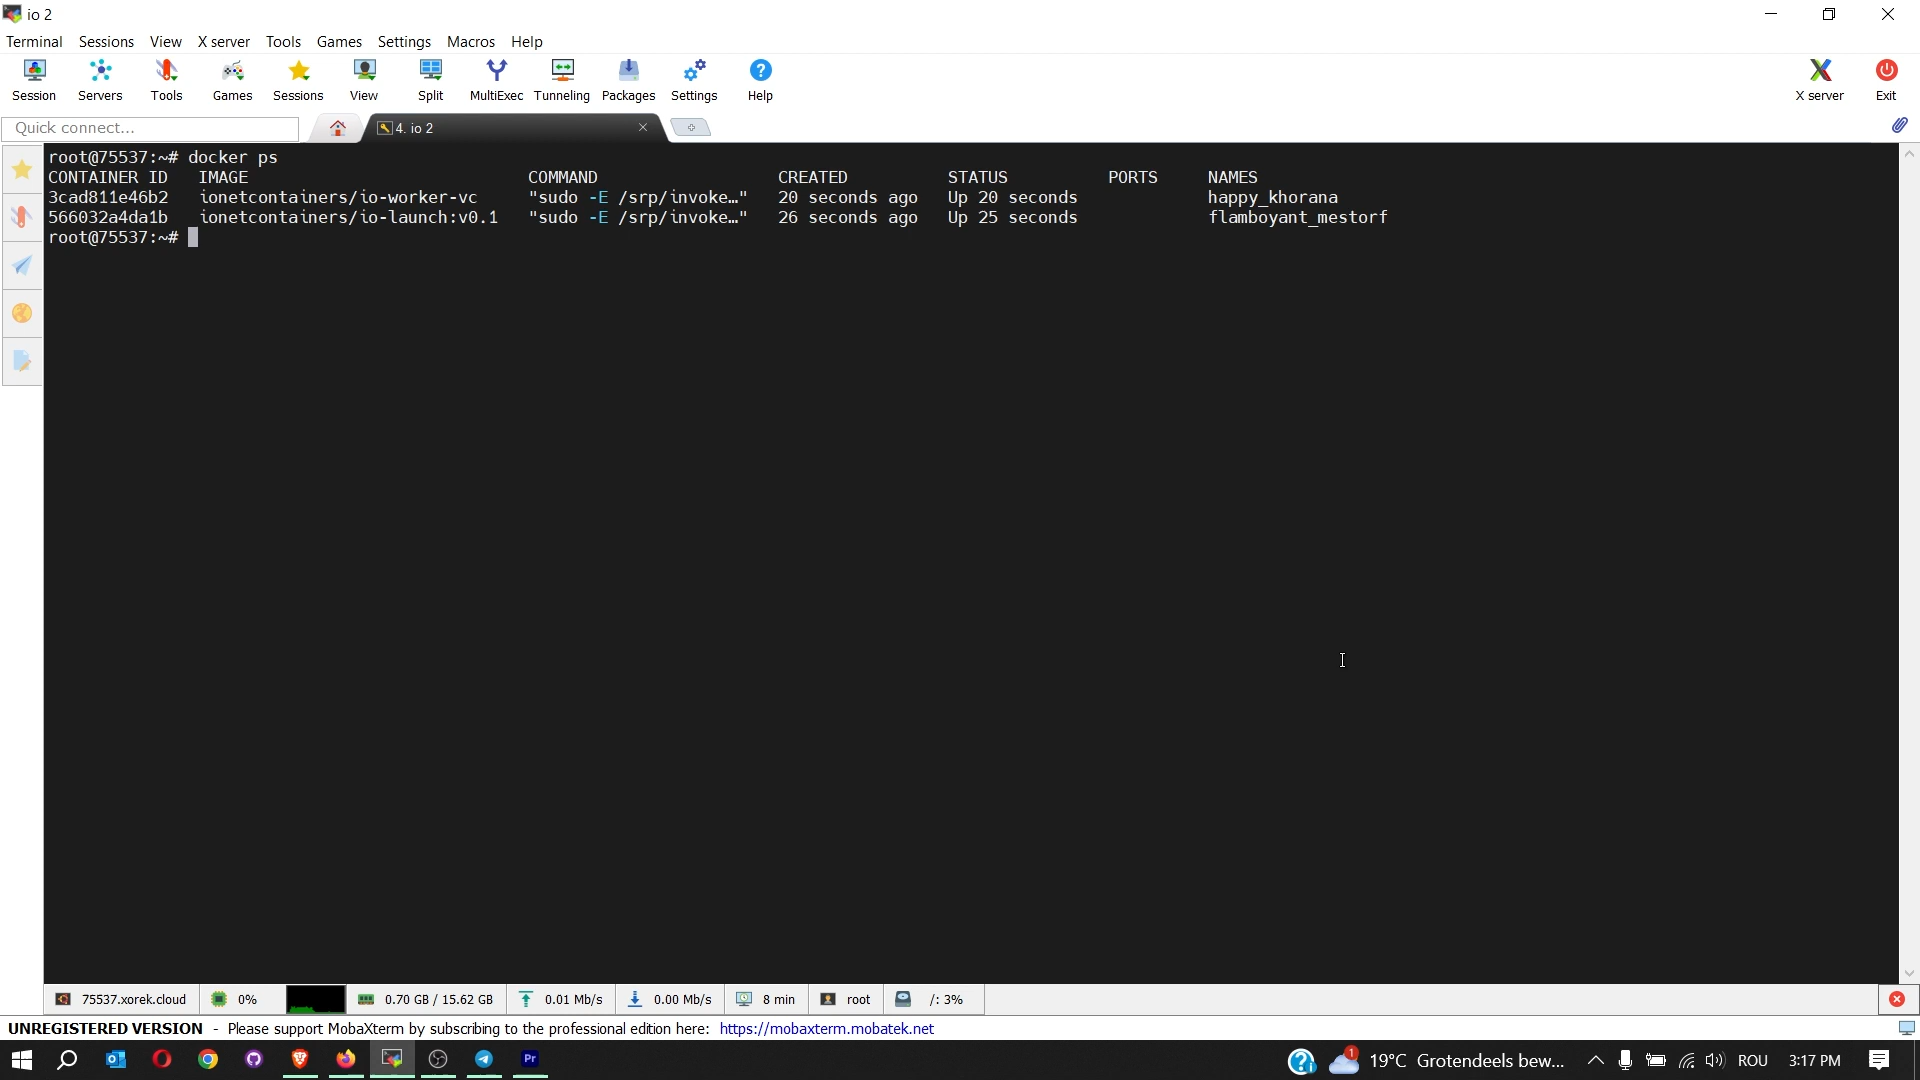 io 2
Terminal Sessions View X server Tools Games Settings Macros Help
Session Servers Tools Games Sessions View Split MultiExec Tunneling Packages Settings Help X server Exit
Quick connect... 4. io 2
root@75537:~# docker ps
CONTAINER ID IMAGE COMMAND CREATED STATUS PORTS NAMES
3cad811e46b2 ionetcontainers/io-worker-vc "sudo -E /srp/invoke…" 20 seconds ago Up 20 seconds happy_khorana
566032a4da1b ionetcontainers/io-launch:v0.1 "sudo -E /srp/invoke…" 26 seconds ago Up 25 seconds flamboyant_mestorf
root@75537:~#
75537.xorek.cloud 0% 0.70 GB / 15.62 GB 0.01 Mb/s 0.00 Mb/s 8 min root /: 3%
UNREGISTERED VERSION - Please support MobaXterm by subscribing to the professional edition here: https://mobaxterm.mobatek.net
Pr 1 19°C Grotendeels bew... ROU 3:17 PM